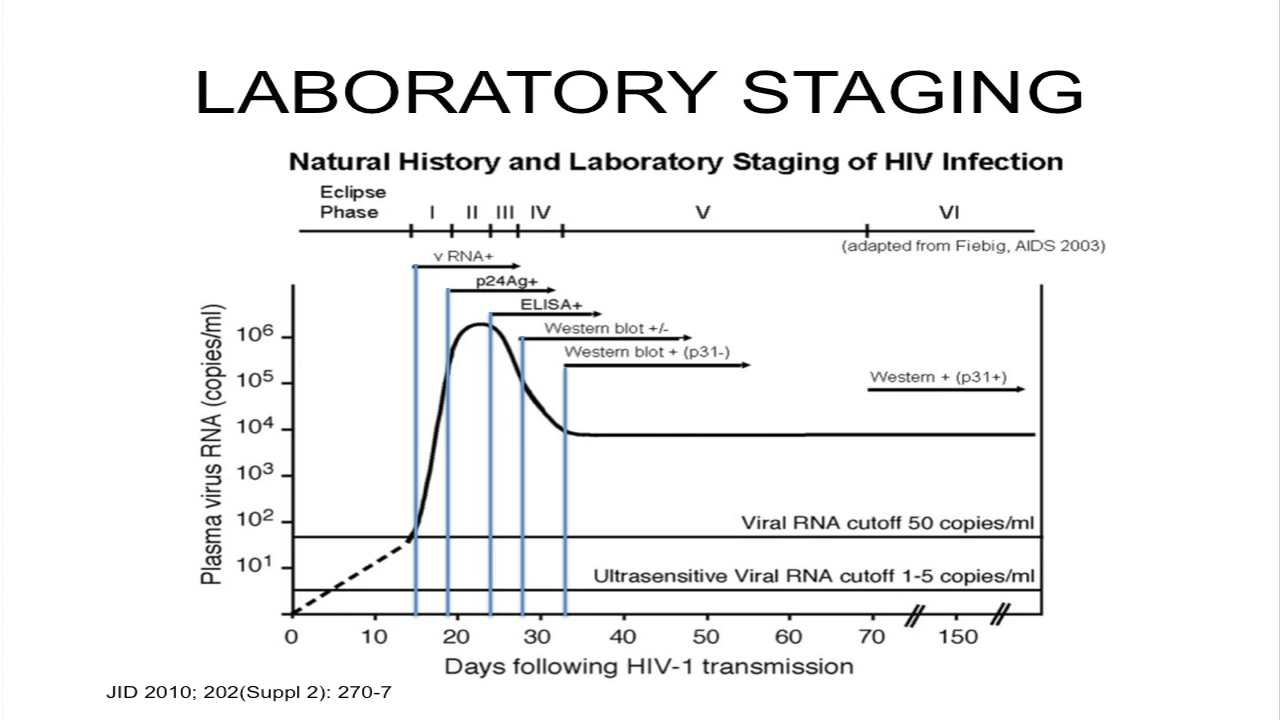 LABORATORY STAGING
Natural History and Laboratory Staging of HIV Infection
Eclipse
Phase
I II III IV V VI
(adapted from Fiebig, AIDS 2003)
v RNA+
p24Ag+
ELISA+
Western blot +/-
Western blot + (p31-)
Western + (p31+)
Plasma virus RNA (copies/ml)
10⁶
10⁵
10⁴
10³
10²
10¹
Viral RNA cutoff 50 copies/ml
Ultrasensitive Viral RNA cutoff 1-5 copies/ml
0 10 20 30 40 50 60 70 150
Days following HIV-1 transmission
JID 2010; 202(Suppl 2): 270-7